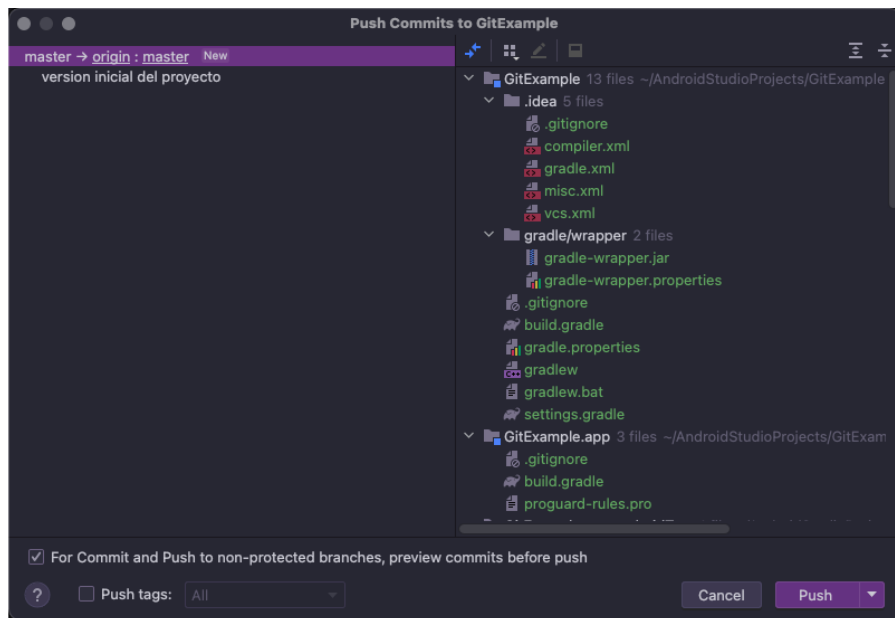 Push Commits to GitExample
master → origin : master New
version inicial del proyecto
GitExample 13 files ~/AndroidStudioProjects/GitExample
.idea 5 files
.gitignore
compiler.xml
gradle.xml
misc.xml
vcs.xml
gradle/wrapper 2 files
gradle-wrapper.jar
gradle-wrapper.properties
.gitignore
build.gradle
gradle.properties
gradlew
gradlew.bat
settings.gradle
GitExample.app 3 files ~/AndroidStudioProjects/GitExam
.gitignore
build.gradle
proguard-rules.pro
For Commit and Push to non-protected branches, preview commits before push
? Push tags: All Cancel Push